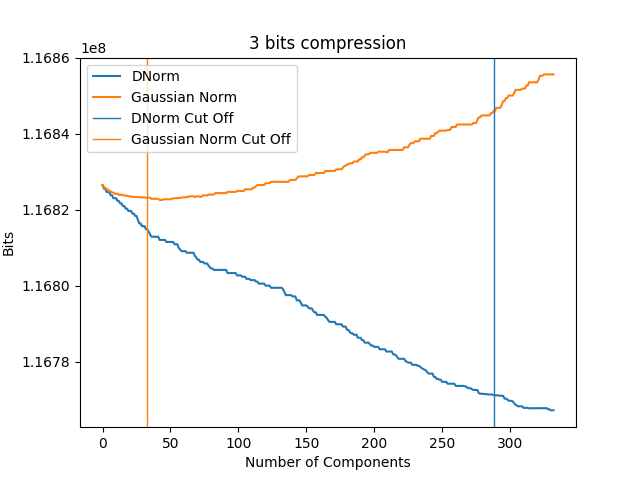 3 bits compression
1e8
1.1686
1.1684
1.1682
1.1680
1.1678
Bits
DNorm
Gaussian Norm
DNorm Cut Off
Gaussian Norm Cut Off
0 50 100 150 200 250 300
Number of Components